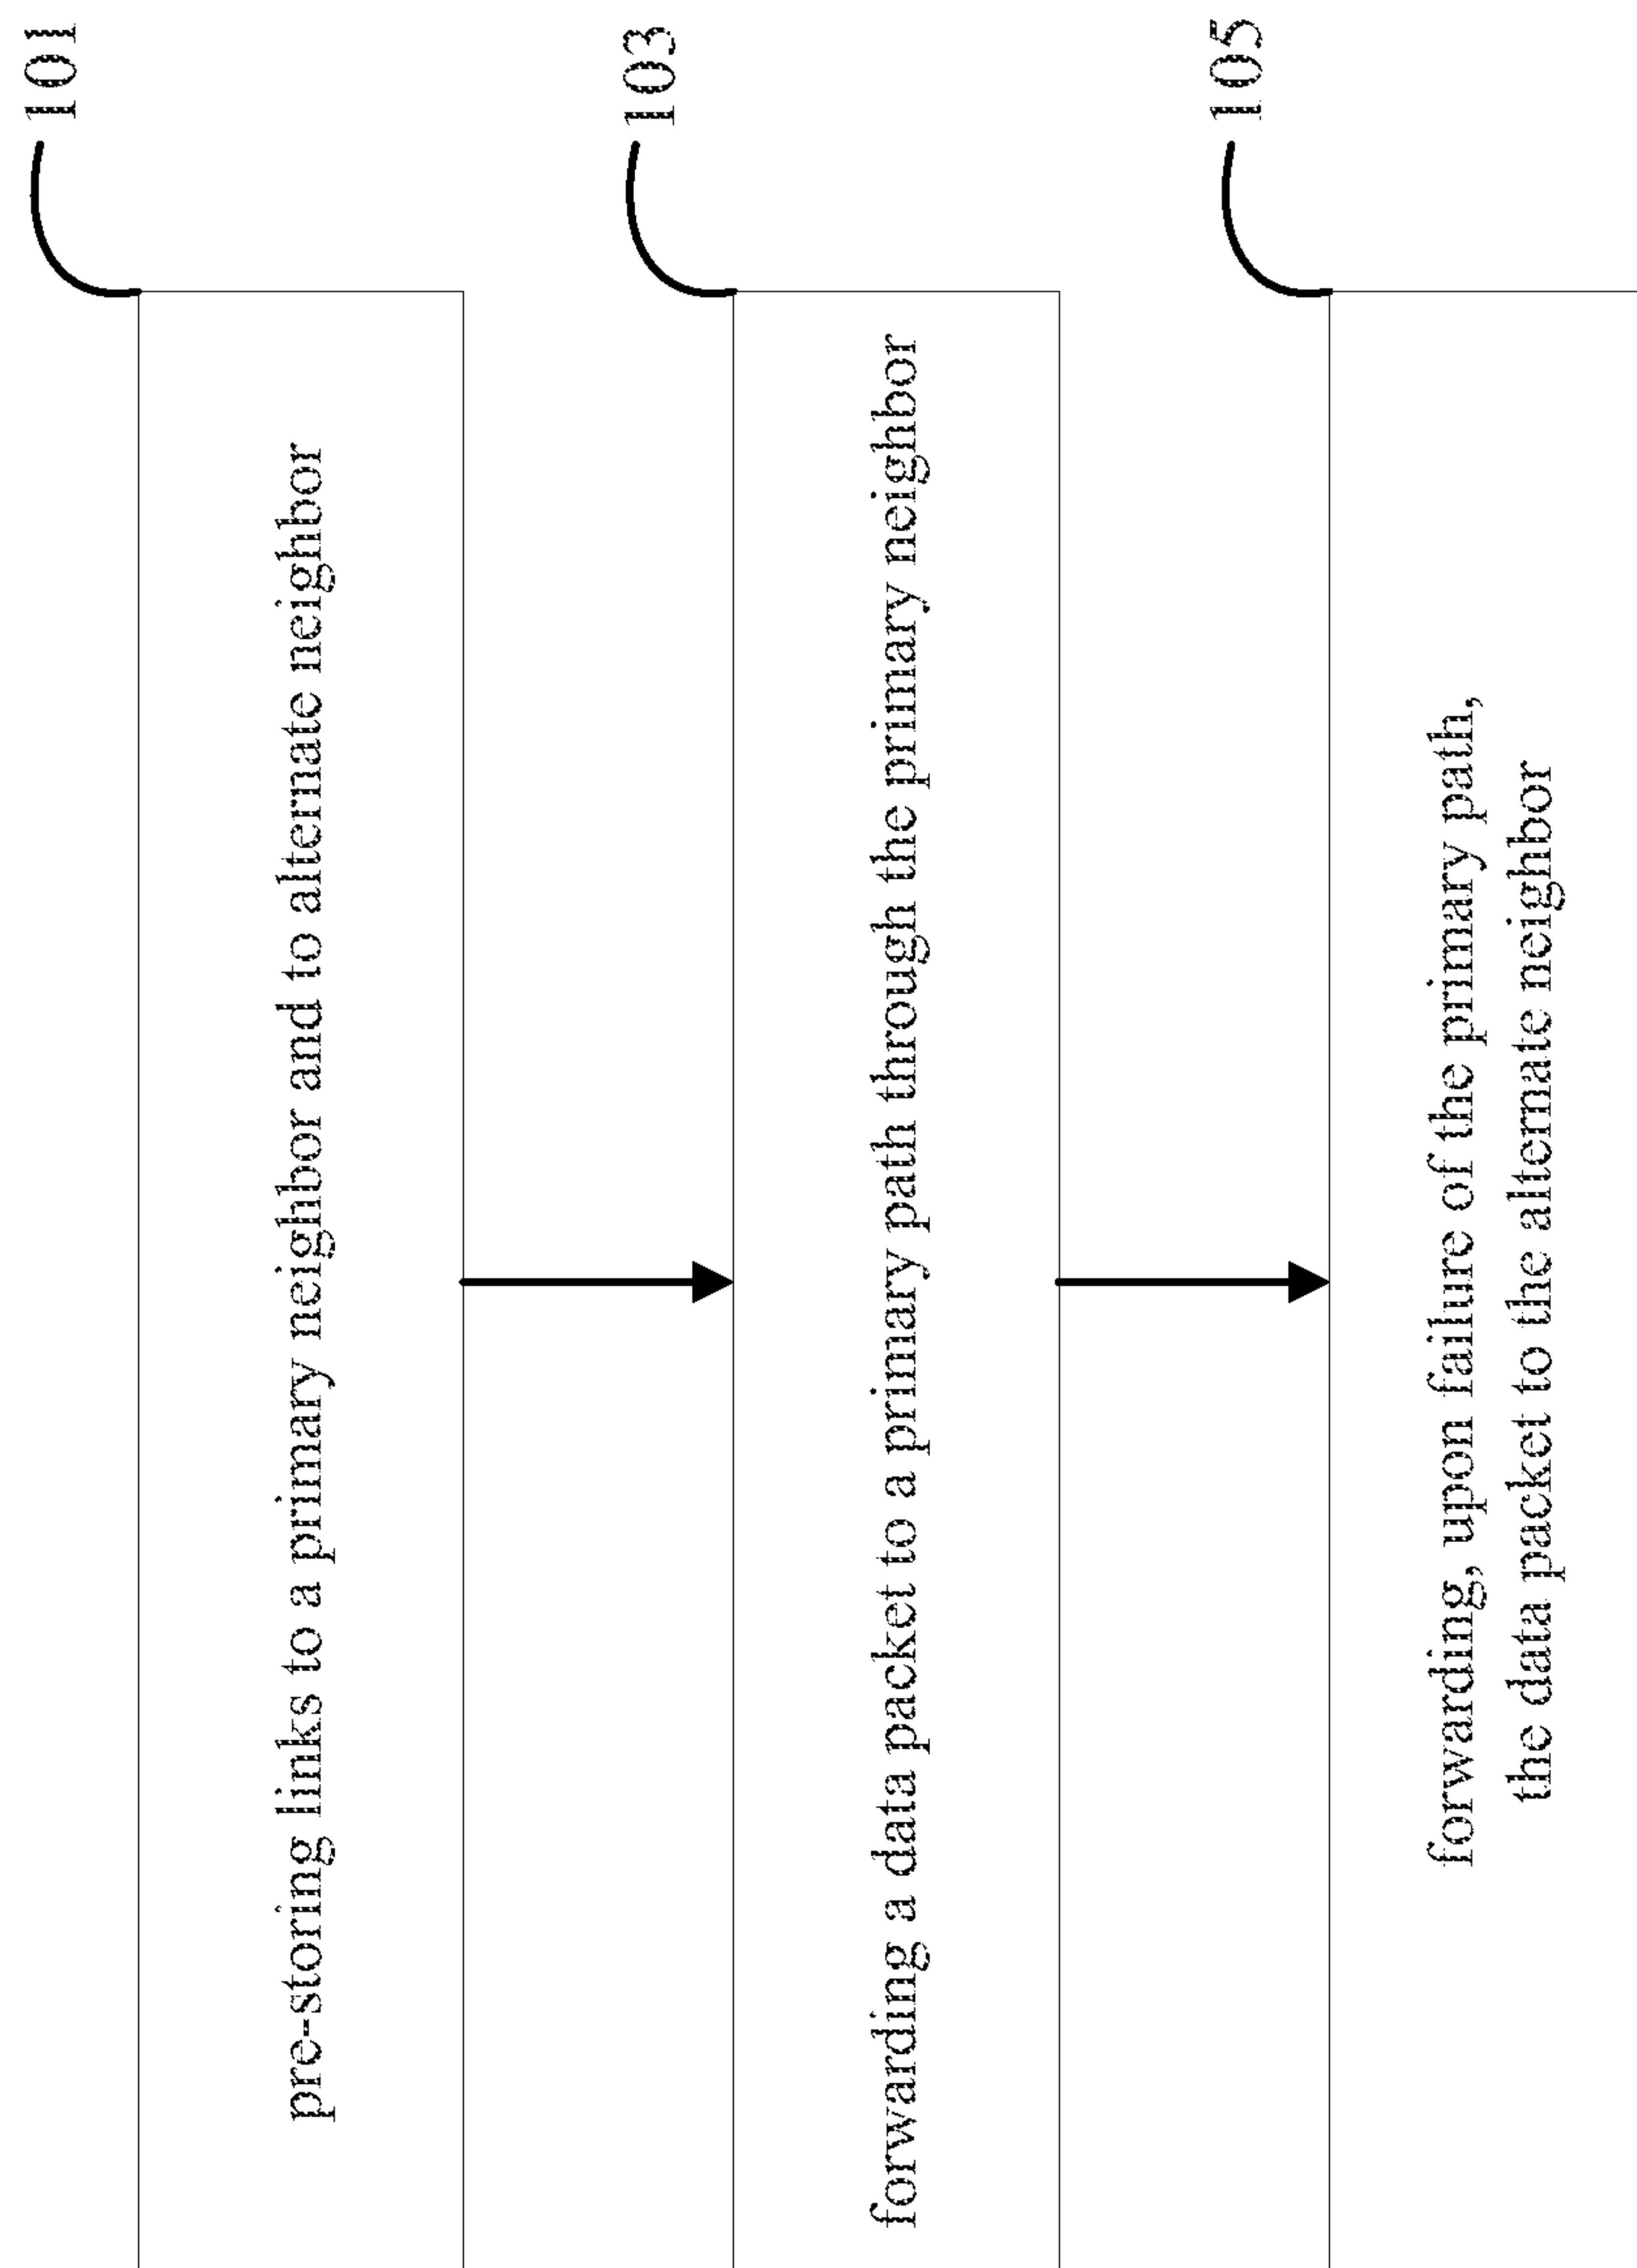 101
pre-storing links to a primary neighbor and to alternate neighbor
103
forwarding a data packet to a primary path through the primary neighbor
105
forwarding, upon failure of the primary path,
the data packet to the alternate neighbor